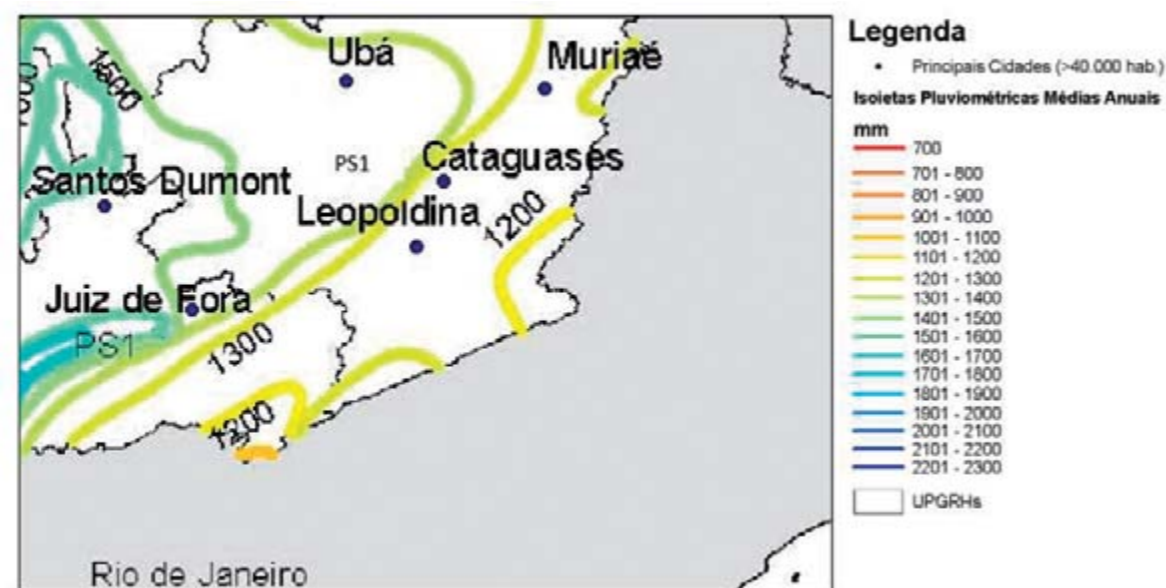 Ubá
Muriaé
1500
PS1
Cataguases
Santos Dumont
Leopoldina
1200
Juiz de Fora
PS1
1300
1200
Rio de Janeiro
Legenda
Principais Cidades (>40.000 hab.)
Isoietas Pluviométricas Médias Anuais
mm
700
701 - 800
801 - 900
901 - 1000
1001 - 1100
1101 - 1200
1201 - 1300
1301 - 1400
1401 - 1500
1501 - 1600
1601 - 1700
1701 - 1800
1801 - 1900
1901 - 2000
2001 - 2100
2101 - 2200
2201 - 2300
UPGRHs